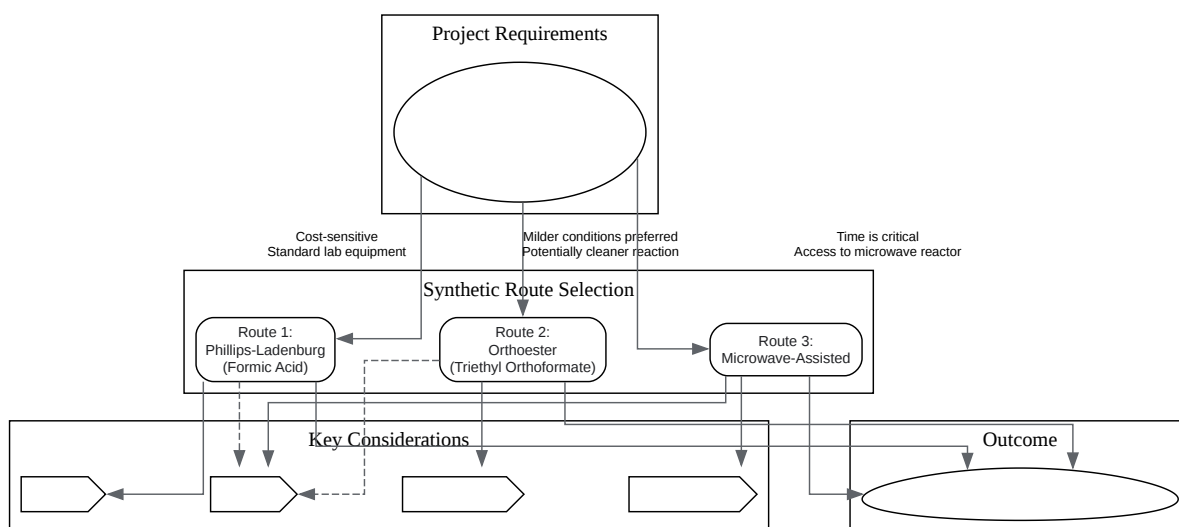 Project Requirements
Cost-sensitive
Standard lab equipment
Milder conditions preferred
Potentially cleaner reaction
Time is critical
Access to microwave reactor
Synthetic Route Selection
Route 1:
Phillips-Ladenburg
(Formic Acid)
Route 2:
Orthoester
(Triethyl Orthoformate)
Route 3:
Microwave-Assisted
Key Considerations
Outcome